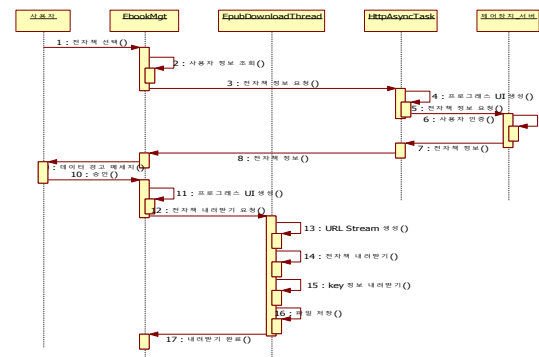 사용자
EbookMgt
EpubDownloadThread
HttpAsyncTask
제어장치_서버
1 : 전자책 선택()
2 : 사용자 정보 조회()
3 : 전자책 정보 요청()
4 : 프로그레스 UI 생성()
5 : 전자책 정보 요청()
6 : 사용자 인증()
7 : 전자책 정보()
8 : 전자책 정보()
: 데이터 경고 메세지()
10 : 승인()
11 : 프로그레스 UI 생성()
12 : 전자책 내려받기 요청()
13 : URL Stream 생성()
14 : 전자책 내려받기()
15 : key 정보 내려받기()
16 : 파일 저장()
17 : 내려받기 완료()